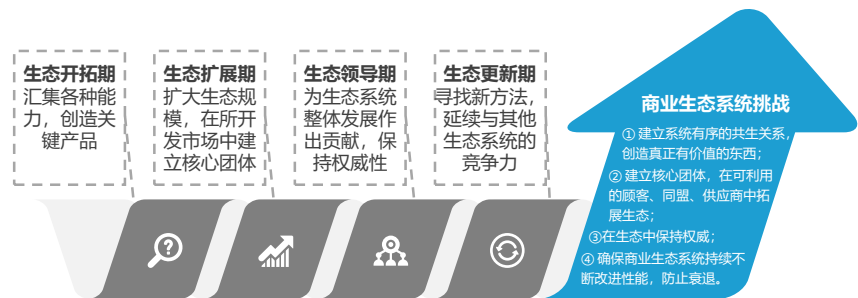 生态开拓期
汇集各种能
力，创造关
键产品
生态扩展期
扩大生态规
模，在所开
发市场中建
立核心团体
生态领导期
为生态系统
整体发展作
出贡献，保
持权威性
生态更新期
寻找新方法，
延续与其他
生态系统的
竞争力
商业生态系统挑战
① 建立系统有序的共生关系，
创造真正有价值的东西；
② 建立核心团体，在可利用
的顾客、同盟、供应商中拓
展生态；
③在生态中保持权威；
④ 确保商业生态系统持续不
断改进性能，防止衰退。